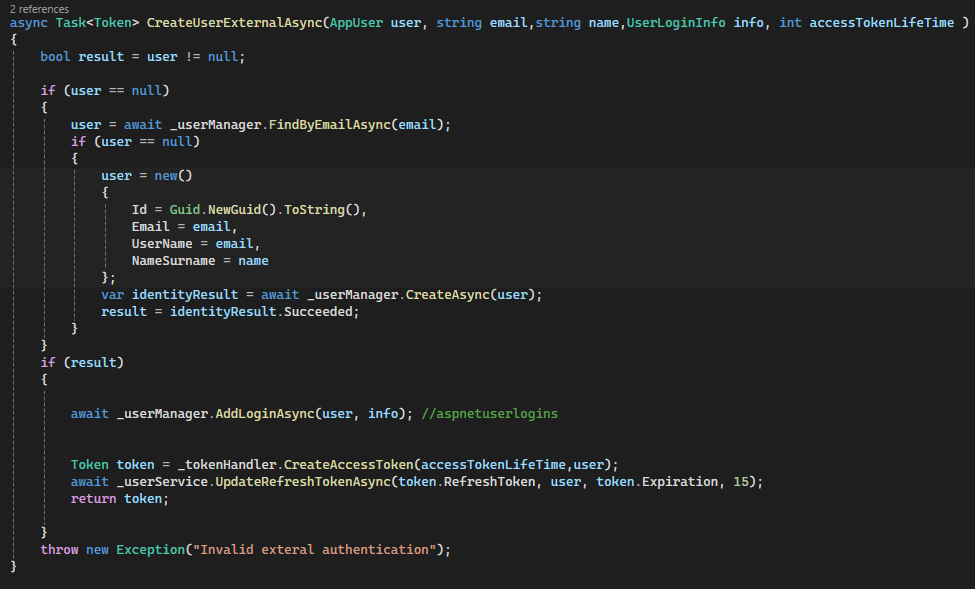 2 references
async Task<Token> CreateUserExternalAsync(AppUser user, string email,string name,UserLoginInfo info, int accessTokenLifeTime )
{
    bool result = user != null;
    if (user == null)
    {
        user = await _userManager.FindByEmailAsync(email);
        if (user == null)
        {
            user = new()
            {
                Id = Guid.NewGuid().ToString(),
                Email = email,
                UserName = email,
                NameSurname = name
            };
            var identityResult = await _userManager.CreateAsync(user);
            result = identityResult.Succeeded;
        }
    }
    if (result)
    {
        await _userManager.AddLoginAsync(user, info); //aspnetuserlogins
        Token token = _tokenHandler.CreateAccessToken(accessTokenLifeTime,user);
        await _userService.UpdateRefreshTokenAsync(token.RefreshToken, user, token.Expiration, 15);
        return token;
    }
    throw new Exception("Invalid exteral authentication");
}